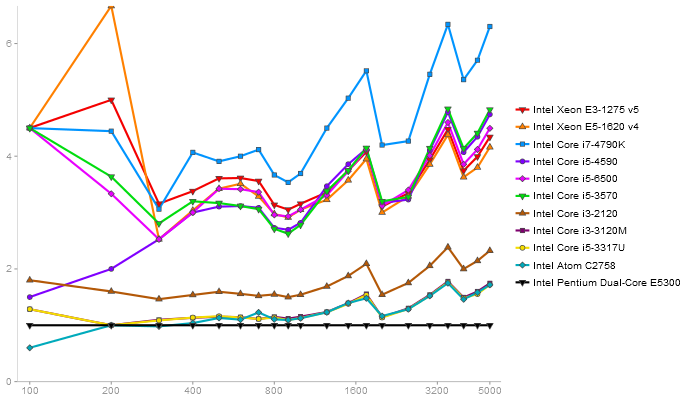 6
4
2
0
100 200 400 800 1600 3200 5000
Intel Xeon E3-1275 v5
Intel Xeon E5-1620 v4
Intel Core i7-4790K
Intel Core i5-4590
Intel Core i5-6500
Intel Core i5-3570
Intel Core i3-2120
Intel Core i3-3120M
Intel Core i5-3317U
Intel Atom C2758
Intel Pentium Dual-Core E5300